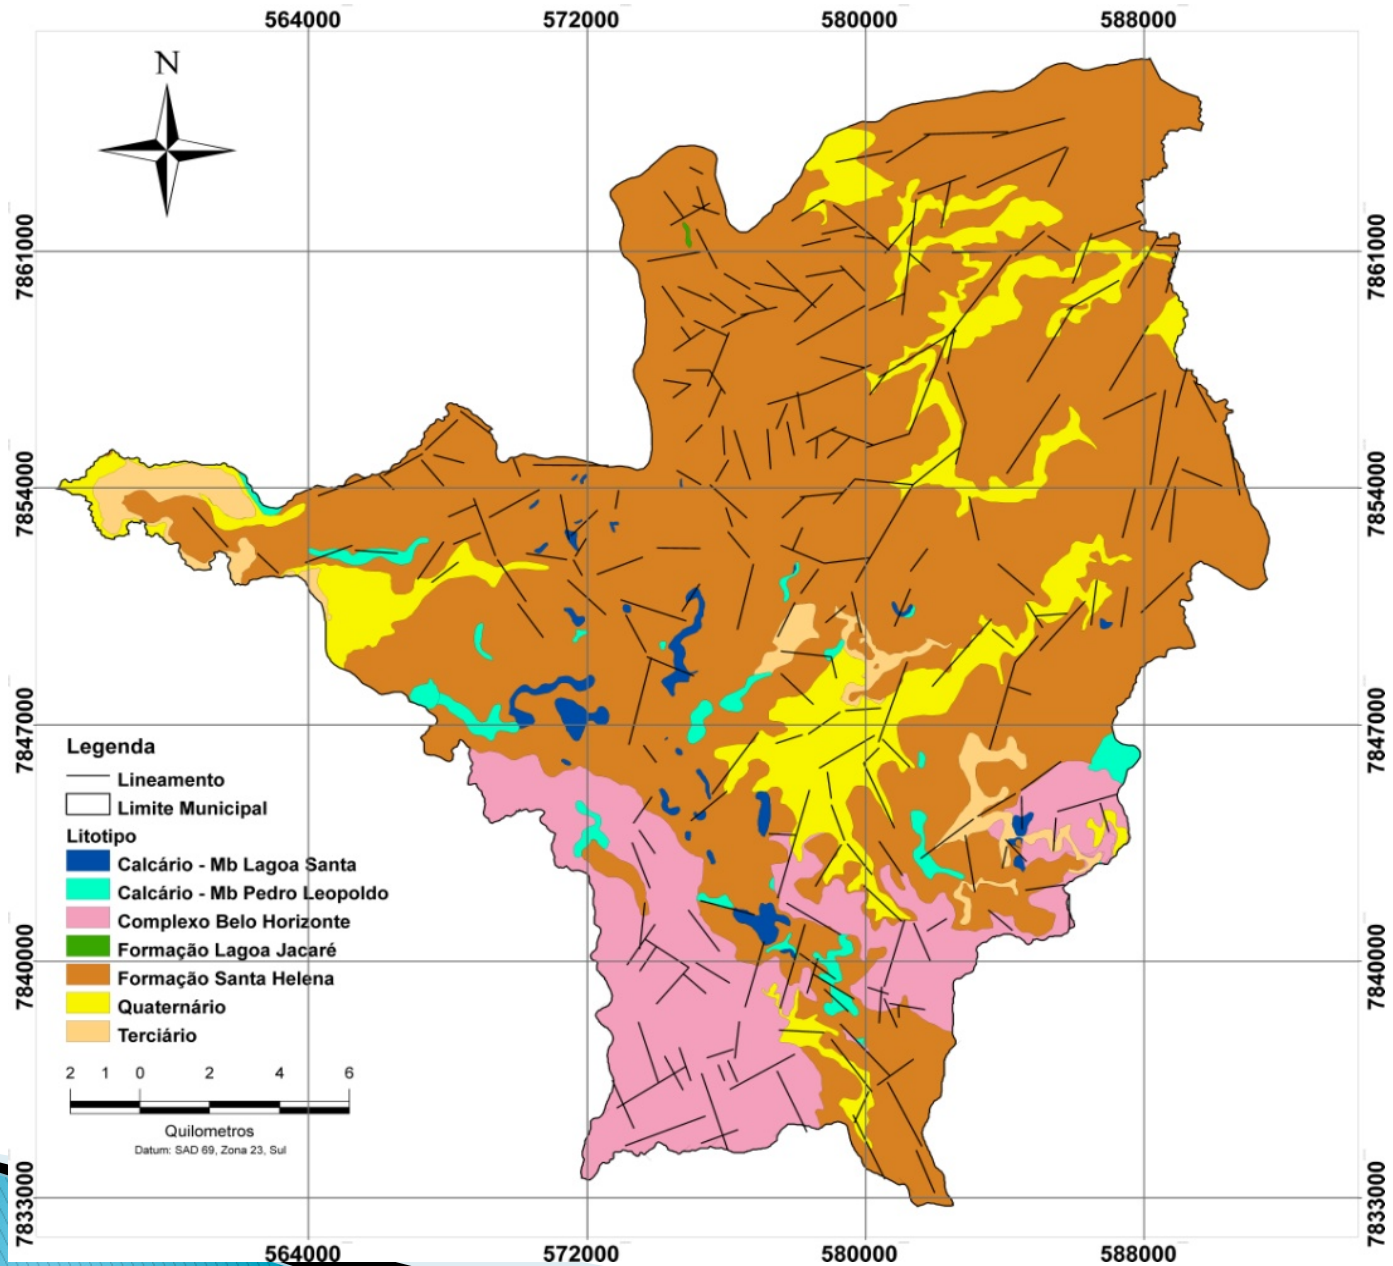 564000 572000 580000 588000
N
7861000 7861000
7854000 7854000
7847000 7847000
Legenda
Lineamento
Limite Municipal
Litotipo
Calcário - Mb Lagoa Santa
Calcário - Mb Pedro Leopoldo
Complexo Belo Horizonte
Formação Lagoa Jacaré
Formação Santa Helena
Quaternário
Terciário
7840000 7840000
2 1 0 2 4 6
Quilometros
Datum: SAD 69, Zona 23, Sul
7833000 7833000
564000 572000 580000 588000